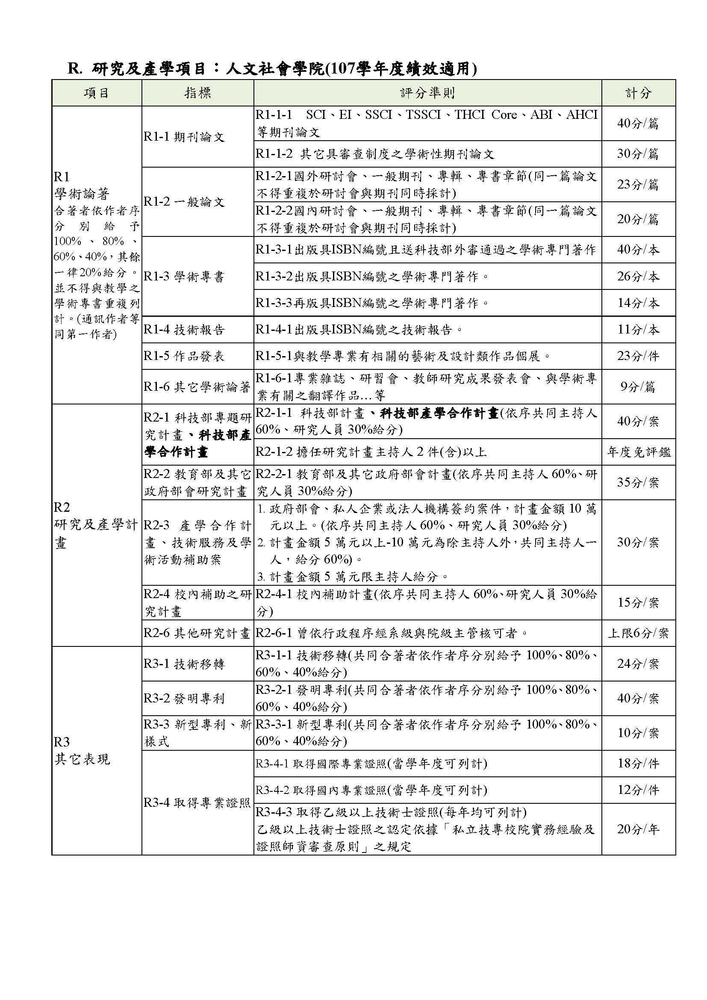 R. 研究及產學項目：人文社會學院(107學年度績效適用)
項目 指標 評分準則 計分
R1
學術論著
合著者依作者序
分別給予
100%、80%、
60%、40%，其餘
一律20%給分。
並不得與教學之
學術專書重複列
計。(通訊作者等
同第一作者)
R1-1 期刊論文
R1-1-1 SCI、EI、SSCI、TSSCI、THCI Core、ABI、AHCI
等期刊論文
40分/篇
R1-1-2 其它具審查制度之學術性期刊論文
30分/篇
R1-2 一般論文
R1-2-1國外研討會、一般期刊、專輯、專書章節(同一篇論文
不得重複於研討會與期刊同時採計)
23分/篇
R1-2-2國內研討會、一般期刊、專輯、專書章節(同一篇論文
不得重複於研討會與期刊同時採計)
20分/篇
R1-3 學術專書
R1-3-1出版具ISBN編號且送科技部外審通過之學術專門著作
40分/本
R1-3-2出版具ISBN編號之學術專門著作。
26分/本
R1-3-3再版具ISBN編號之學術專門著作。
14分/本
R1-4 技術報告
R1-4-1出版具ISBN編號之技術報告。
11分/本
R1-5 作品發表
R1-5-1與教學專業有相關的藝術及設計類作品個展。
23分/件
R1-6 其它學術論著
R1-6-1專業雜誌、研習會、教師研究成果發表會、與學術專
業有關之翻譯作品…等
9分/篇
R2
研究及產學計
畫
R2-1 科技部專題研
究計畫、科技部產
學合作計畫
R2-1-1 科技部計畫、科技部產學合作計畫(依序共同主持人
60%、研究人員 30%給分)
40分/案
R2-1-2 擔任研究計畫主持人 2 件(含)以上
年度免評鑑
R2-2 教育部及其它
政府部會研究計畫
R2-2-1 教育部及其它政府部會計畫(依序共同主持人 60%、研
究人員 30%給分)
35分/案
R2-3 產學合作計
畫、技術服務及學
術活動補助案
1. 政府部會、私人企業或法人機構簽約案件，計畫金額 10 萬
元以上。(依序共同主持人 60%、研究人員 30%給分)
2. 計畫金額 5 萬元以上-10 萬元為除主持人外，共同主持人一
人，給分 60%)。
3. 計畫金額 5 萬元限主持人給分。
30分/案
R2-4 校內補助之研
究計畫
R2-4-1 校內補助計畫(依序共同主持人 60%、研究人員 30%給
分)
15分/案
R2-6 其他研究計畫
R2-6-1 曾依行政程序經系級與院級主管核可者。
上限6分/案
R3
其它表現
R3-1 技術移轉
R3-1-1 技術移轉(共同合著者依作者序分別給予 100%、80%、
60%、40%給分)
24分/案
R3-2 發明專利
R3-2-1 發明專利(共同合著者依作者序分別給予 100%、80%、
60%、40%給分)
40分/案
R3-3 新型專利、新
樣式
R3-3-1 新型專利(共同合著者依作者序分別給予 100%、80%、
60%、40%給分)
10分/案
R3-4 取得專業證照
R3-4-1 取得國際專業證照(當學年度可列計)
18分/件
R3-4-2 取得國內專業證照(當學年度可列計)
12分/件
R3-4-3 取得乙級以上技術士證照(每年均可列計)
乙級以上技術士證照之認定依據「私立技專校院實務經驗及
證照師資審查原則」之規定
20分/年